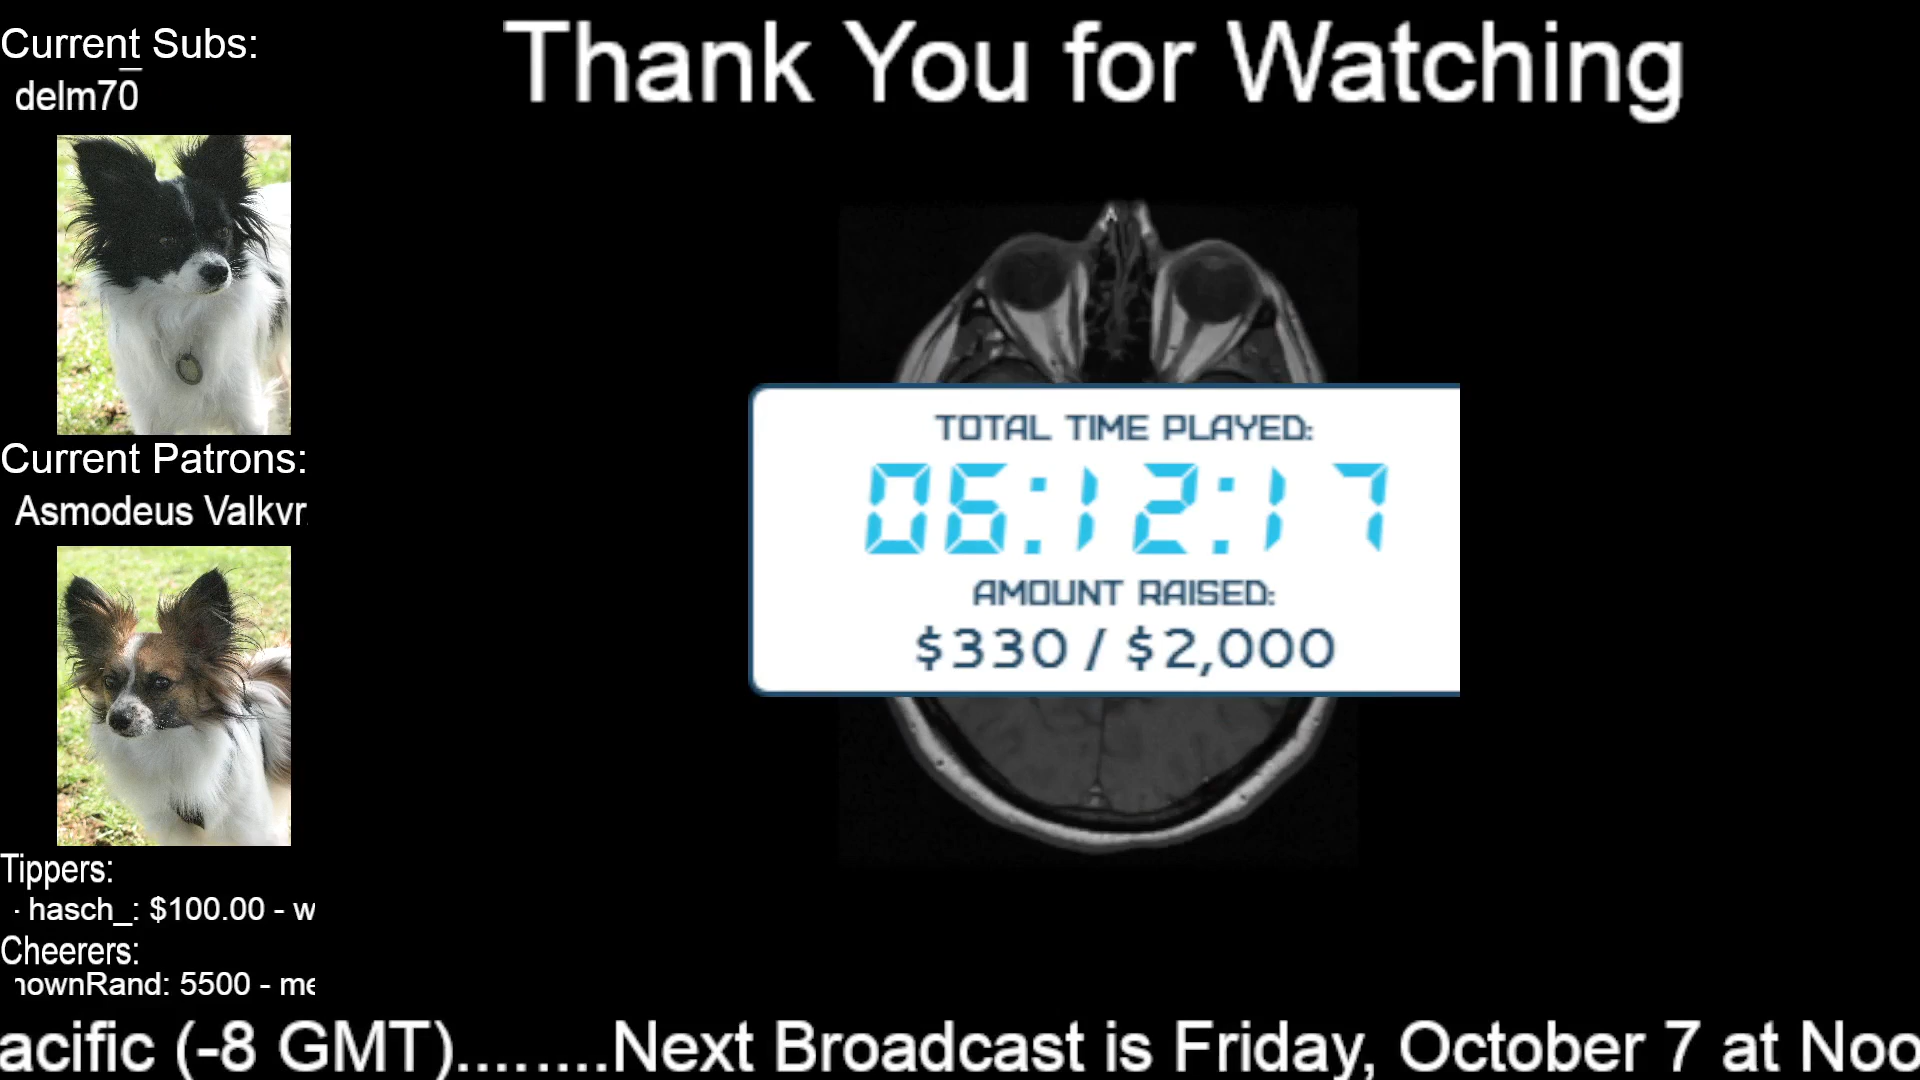 Thank You for Watching
Current Subs:
delm70
Current Patrons:
Asmodeus Valkyr
TOTAL TIME PLAYED:
06:12:17
AMOUNT RAISED:
$330 / $2,000
Tippers:
- hasch_: $100.00 - w
Cheerers:
nownRand: 5500 - me
acific (-8 GMT)........Next Broadcast is Friday, October 7 at Noo